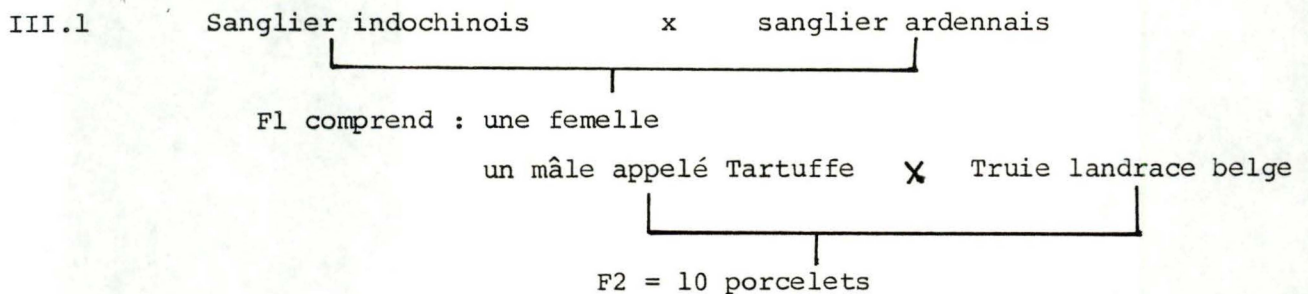 III.1 Sanglier indochinois x sanglier ardennais
F1 comprend : une femelle
un mâle appelé Tartuffe X Truie landrace belge
F2 = 10 porcelets